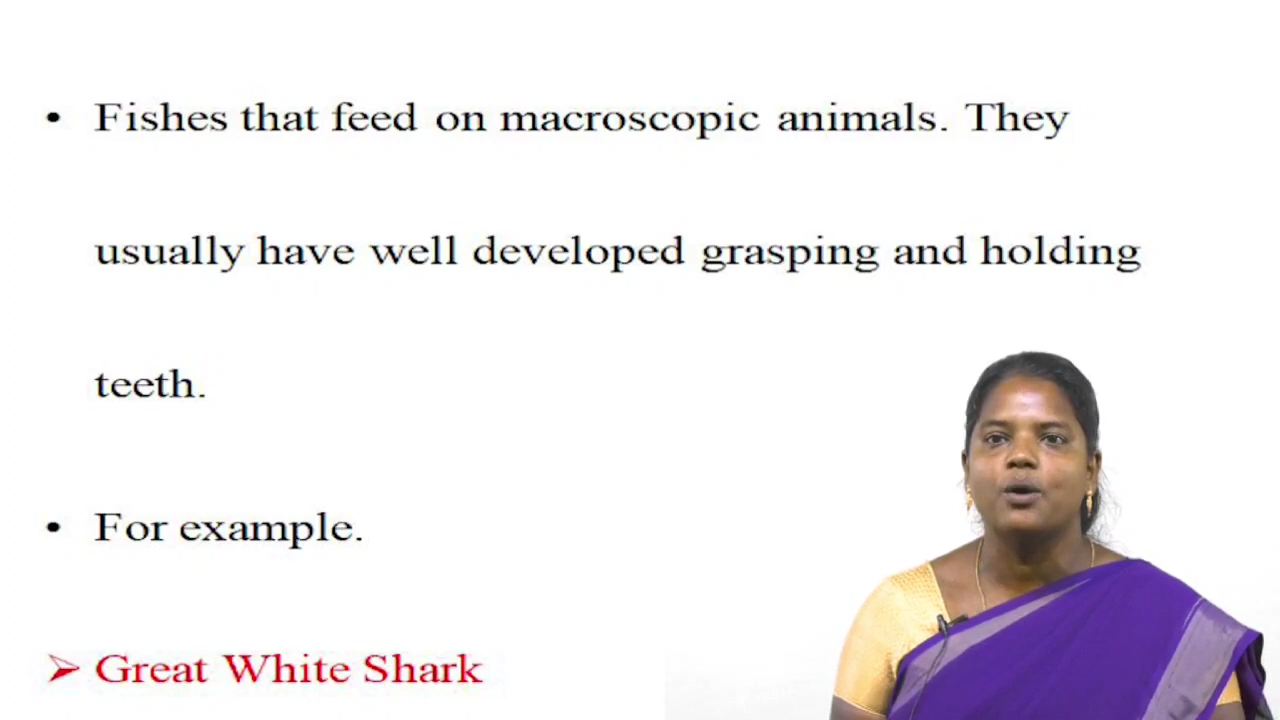 • Fishes that feed on macroscopic animals. They
usually have well developed grasping and holding
teeth.
• For example.
➢ Great White Shark